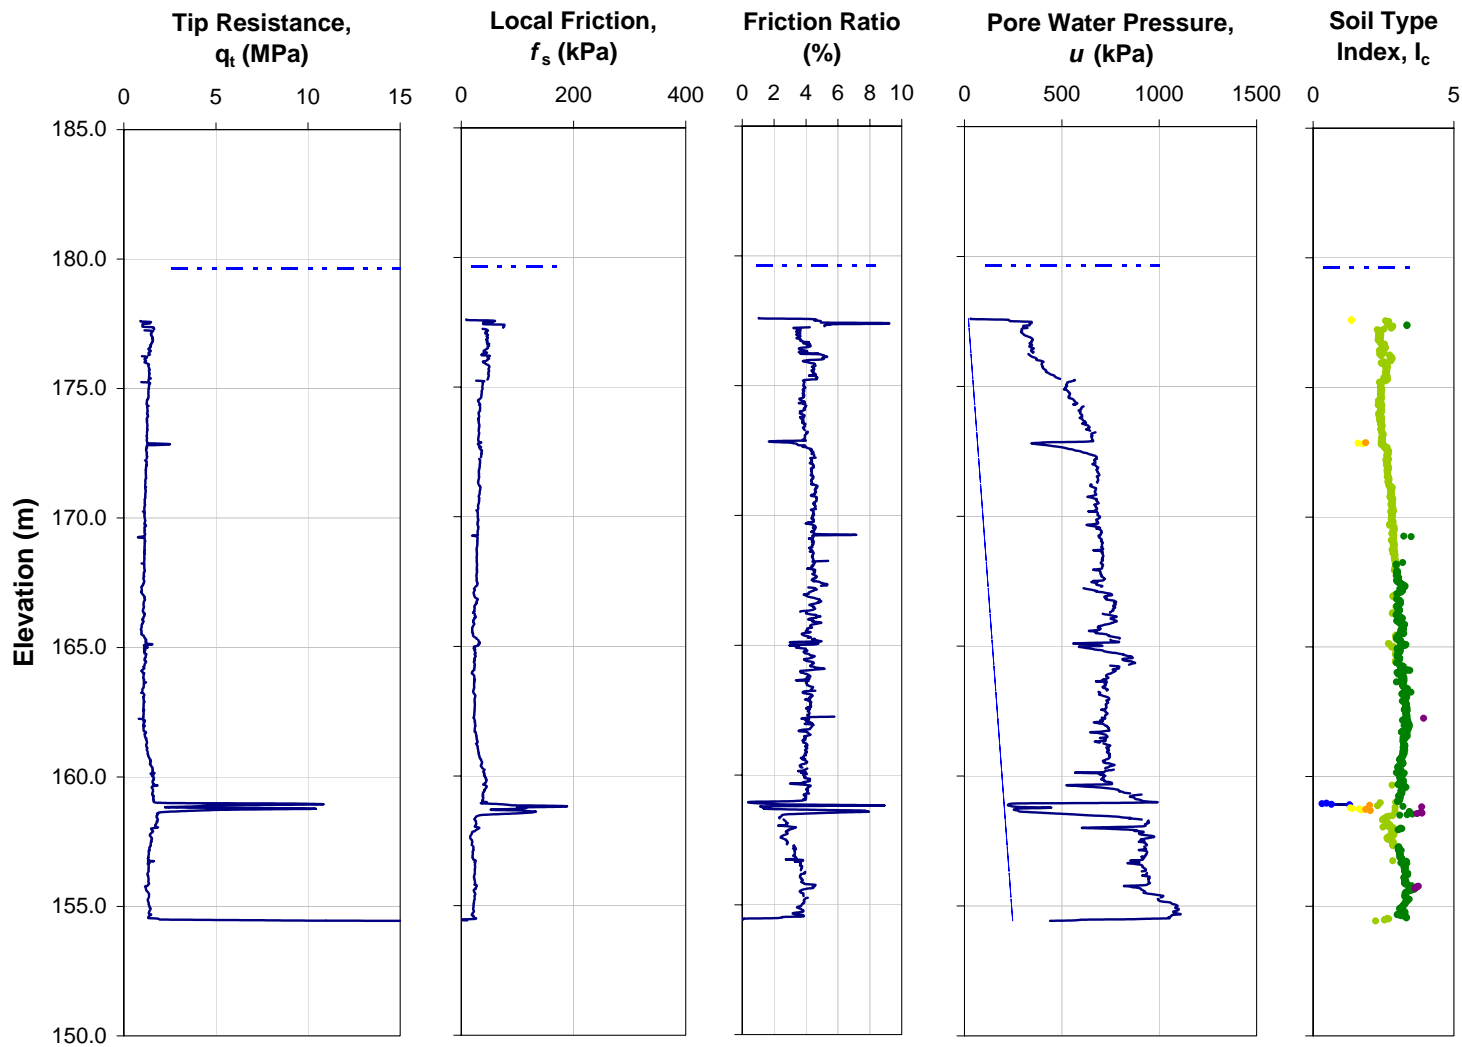 Tip Resistance,
qt (MPa)
Local Friction,
fs (kPa)
Friction Ratio
(%)
Pore Water Pressure,
u (kPa)
Soil Type
Index, Ic
0 5 10 15
0 200 400
0 2 4 6 8 10
0 500 1000 1500
0 5
185.0
180.0
175.0
170.0
165.0
160.0
155.0
150.0
Elevation (m)